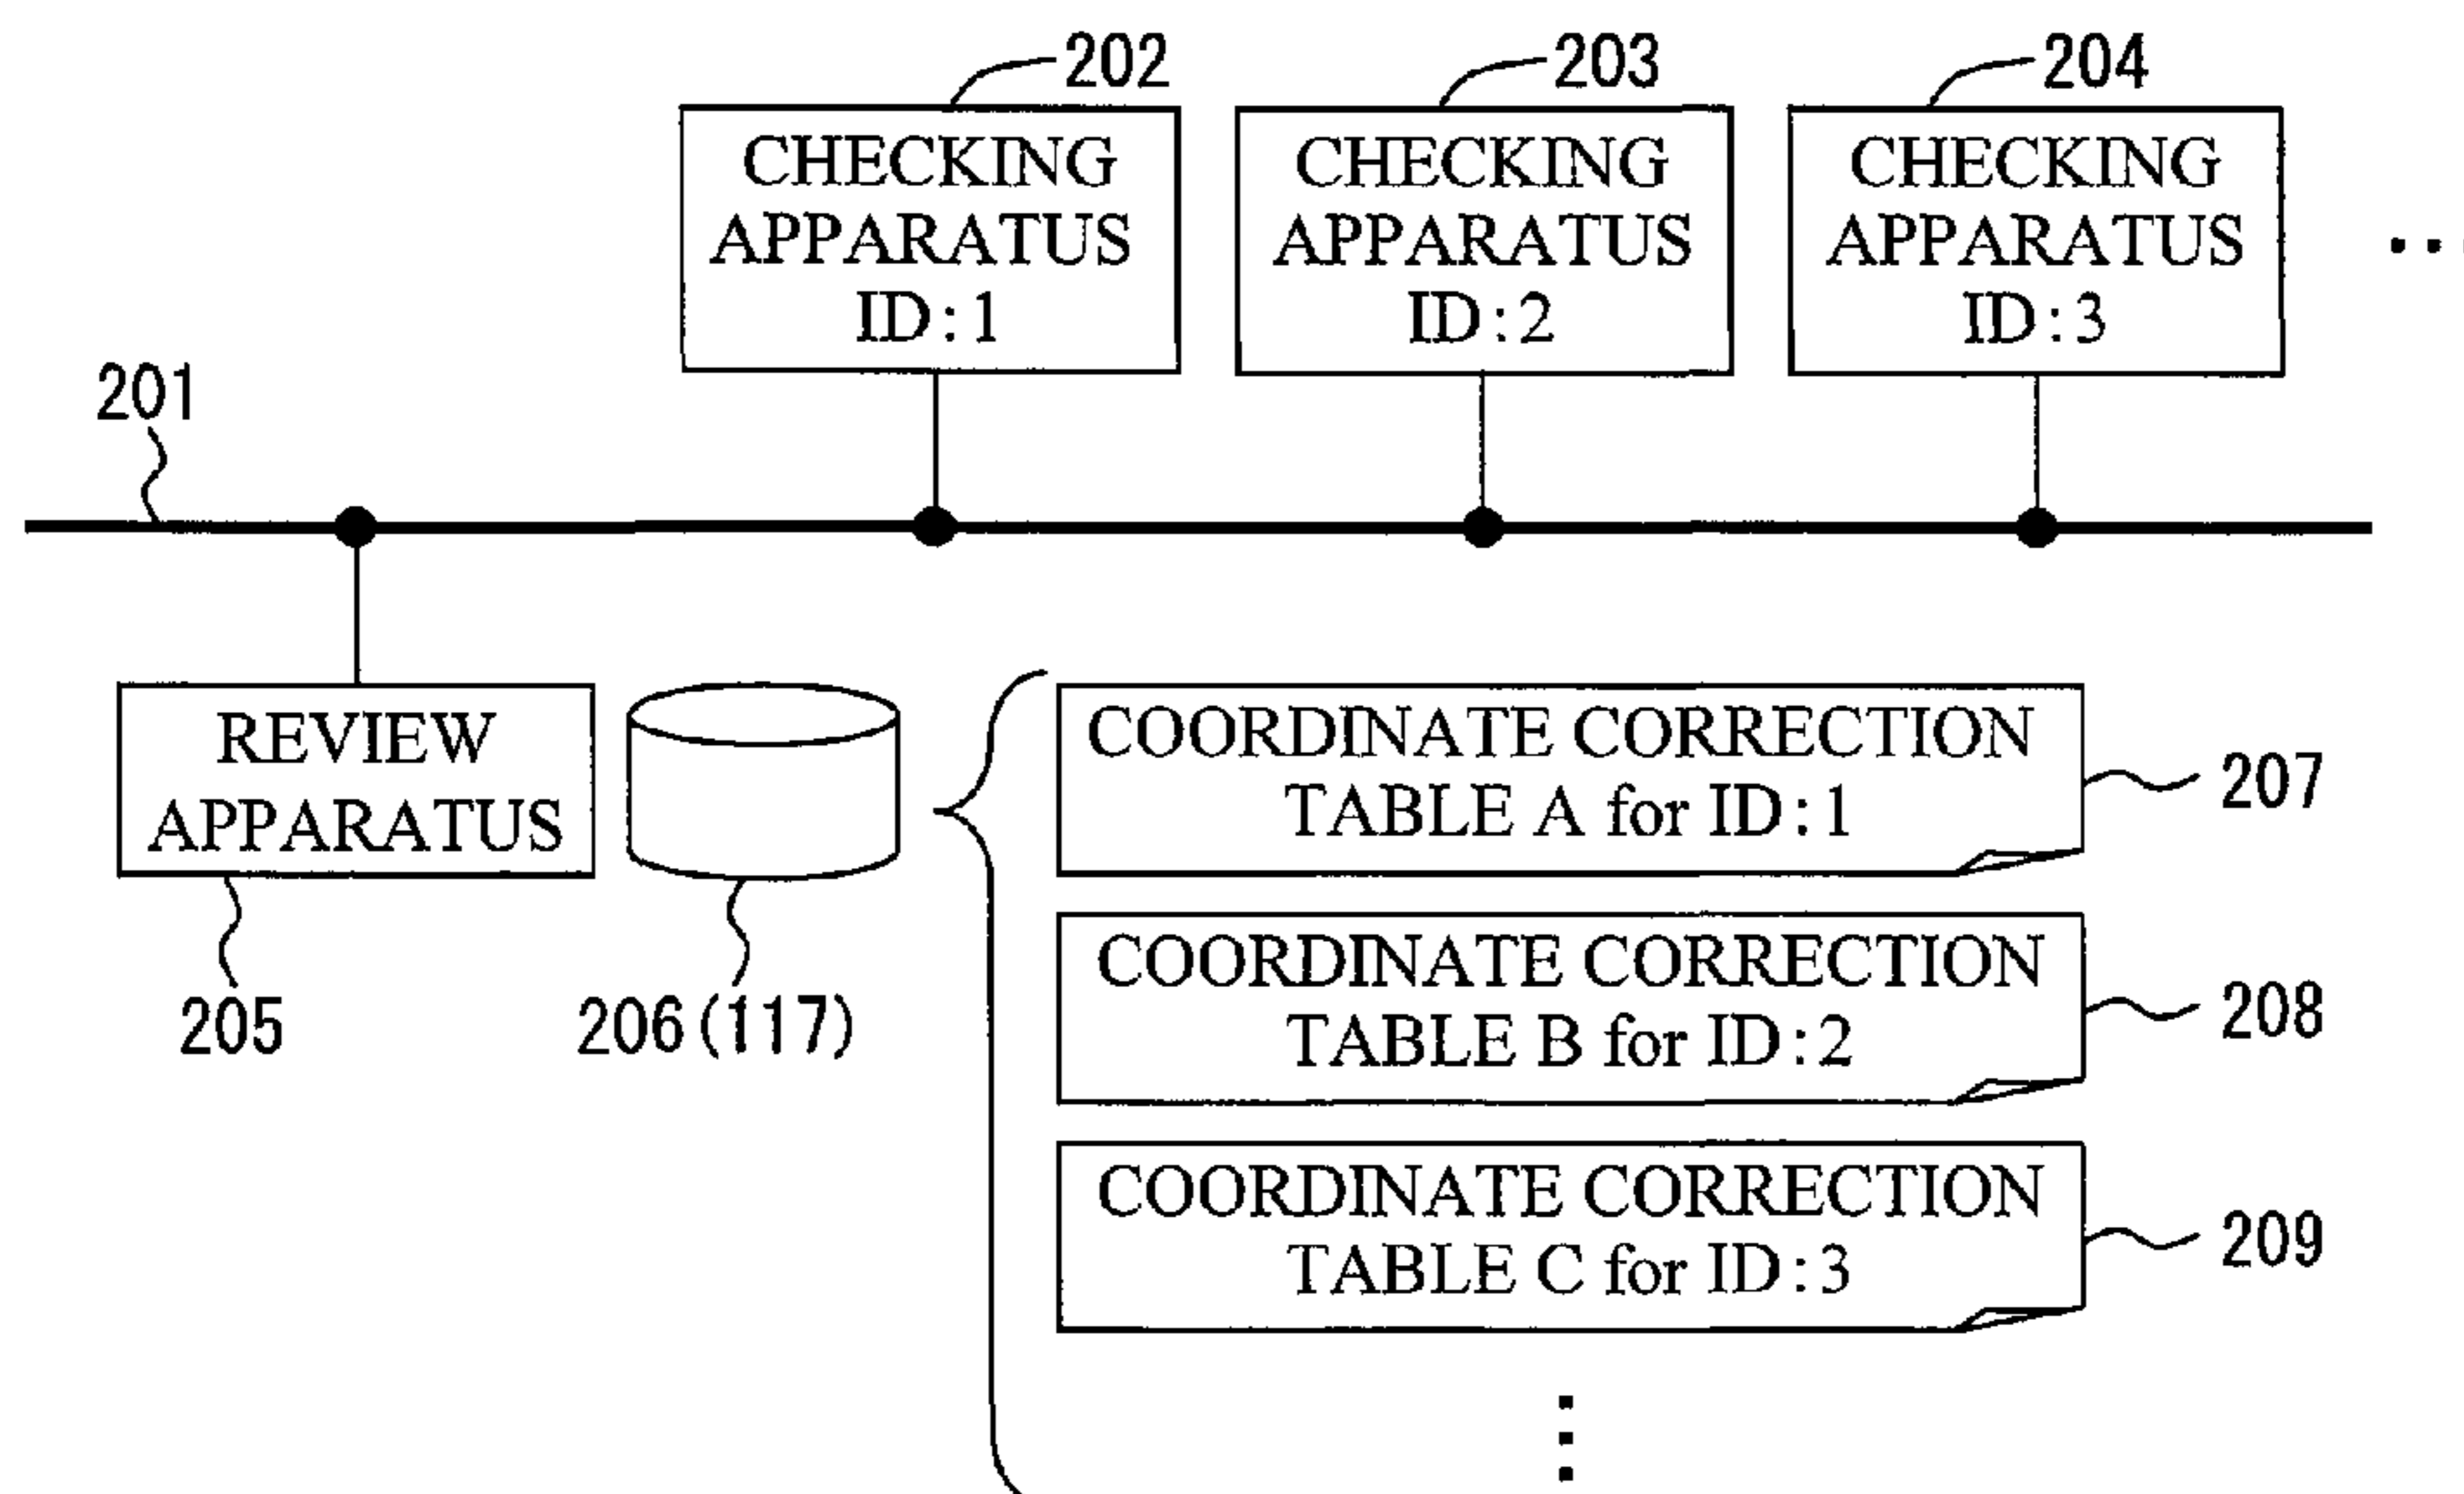 202
203
204
CHECKING
APPARATUS
ID:1
CHECKING
APPARATUS
ID:2
CHECKING
APPARATUS
ID:3
...
201
REVIEW
APPARATUS
205
206(117)
COORDINATE CORRECTION
TABLE A for ID:1
207
COORDINATE CORRECTION
TABLE B for ID:2
208
COORDINATE CORRECTION
TABLE C for ID:3
209